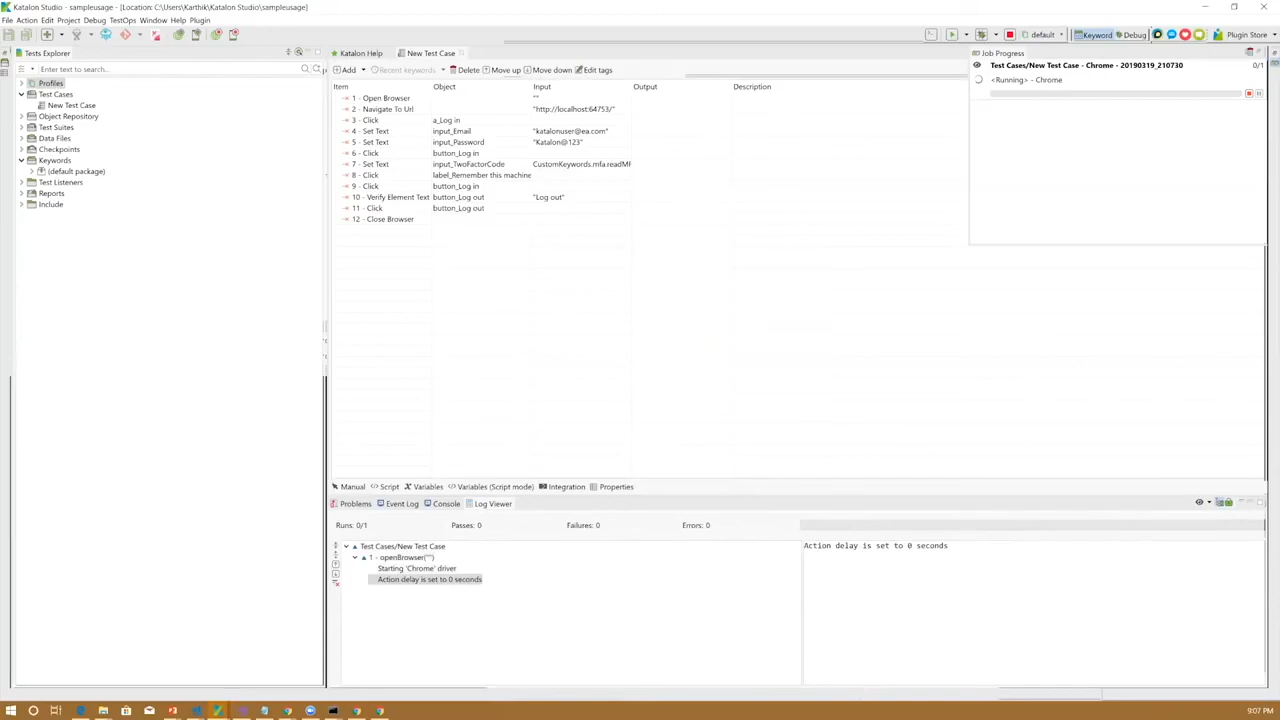 Katalon Studio - sampleusage - [Location: C:\Users\Karthik\Katalon Studio\sampleusage]
File Action Edit Project Debug TestOps Window Help Plugin
default Keyword Debug Plugin Store
Tests Explorer
Enter text to search...
Profiles
Test Cases
New Test Case
Object Repository
Test Suites
Data Files
Checkpoints
Keywords
(default package)
Test Listeners
Reports
Include
Katalon Help New Test Case
Add Recent keywords Delete Move up Move down Edit tags
Item Object Input Output Description
1 - Open Browser ""
2 - Navigate To Url "http://localhost:64753/"
3 - Click a_Log in
4 - Set Text input_Email "katalonuser@ea.com"
5 - Set Text input_Password "Katalon@123"
6 - Click button_Log in
7 - Set Text input_TwoFactorCode CustomKeywords.mfa.readMF
8 - Click label_Remember this machine
9 - Click button_Log in
10 - Verify Element Text button_Log out "Log out"
11 - Click button_Log out
12 - Close Browser
Job Progress
Test Cases/New Test Case - Chrome - 20190319_210730 0/1
<Running> - Chrome
Manual Script Variables Variables (Script mode) Integration Properties
Problems Event Log Console Log Viewer
Runs: 0/1 Passes: 0 Failures: 0 Errors: 0
Test Cases/New Test Case
1 - openBrowser("")
Starting 'Chrome' driver
Action delay is set to 0 seconds
Action delay is set to 0 seconds
9:07 PM